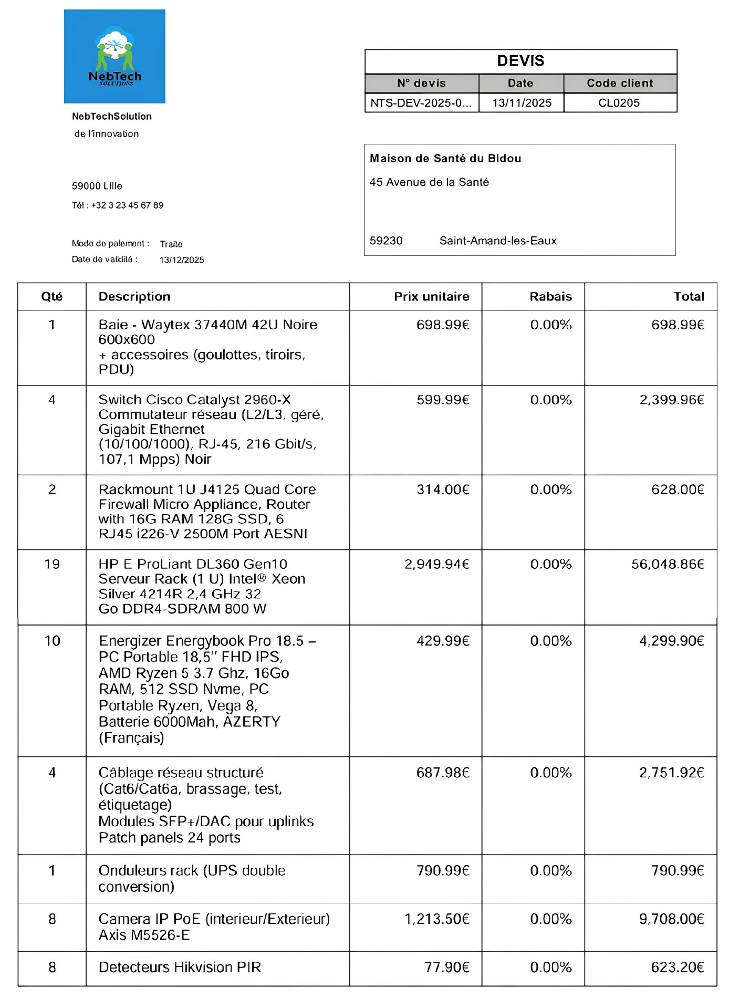 NebTech
SOLUTIONS
NebTechSolution
de l'innovation
59000 Lille
Tél : +32 3 23 45 67 89
Mode de paiement : Traite
Date de validité : 13/12/2025
DEVIS
N° devis Date Code client
NTS-DEV-2025-0... 13/11/2025 CL0205
Maison de Santé du Bidou
45 Avenue de la Santé
59230 Saint-Amand-les-Eaux
Qté Description Prix unitaire Rabais Total
1 Baie - Waytex 37440M 42U Noire 698.99€ 0.00% 698.99€
600x600
+ accessoires (goulottes, tiroirs,
PDU)
4 Switch Cisco Catalyst 2960-X 599.99€ 0.00% 2,399.96€
Commutateur réseau (L2/L3, géré,
Gigabit Ethernet
(10/100/1000), RJ-45, 216 Gbit/s,
107,1 Mpps) Noir
2 Rackmount 1U J4125 Quad Core 314.00€ 0.00% 628.00€
Firewall Micro Appliance, Router
with 16G RAM 128G SSD, 6
RJ45 i226-V 2500M Port AESNI
19 HP E ProLiant DL360 Gen10 2,949.94€ 0.00% 56,048.86€
Serveur Rack (1 U) Intel® Xeon
Silver 4214R 2,4 GHz 32
Go DDR4-SDRAM 800 W
10 Energizer Energybook Pro 18.5 – 429.99€ 0.00% 4,299.90€
PC Portable 18,5'' FHD IPS,
AMD Ryzen 5 3.7 Ghz, 16Go
RAM, 512 SSD Nvme, PC
Portable Ryzen, Vega 8,
Batterie 6000Mah, AZERTY
(Français)
4 Câblage réseau structuré 687.98€ 0.00% 2,751.92€
(Cat6/Cat6a, brassage, test,
étiquetage)
Modules SFP+/DAC pour uplinks
Patch panels 24 ports
1 Onduleurs rack (UPS double 790.99€ 0.00% 790.99€
conversion)
8 Camera IP PoE (interieur/Exterieur) 1,213.50€ 0.00% 9,708.00€
Axis M5526-E
8 Detecteurs Hikvision PIR 77.90€ 0.00% 623.20€